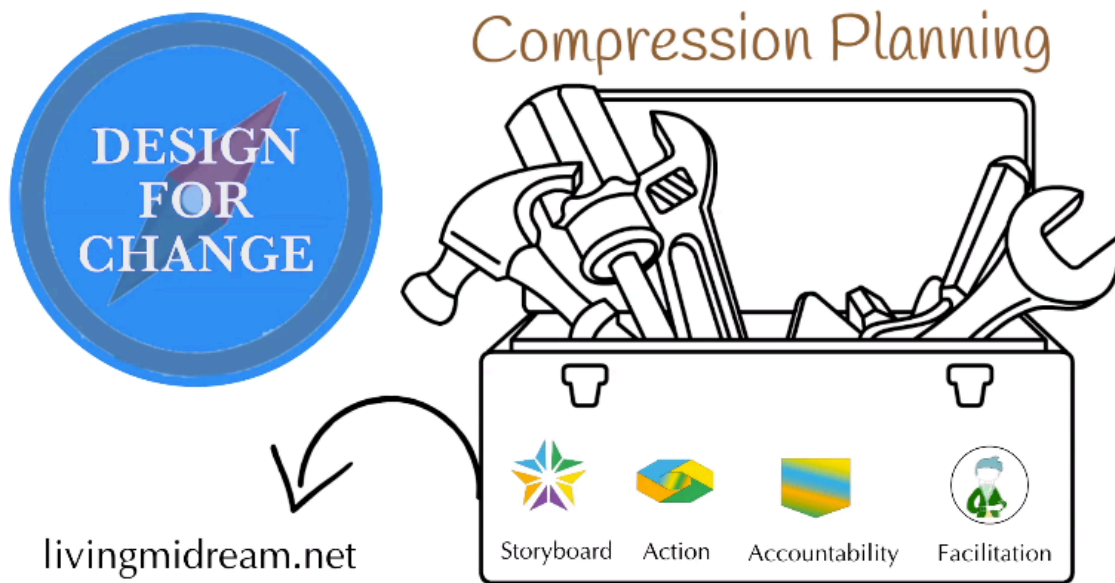 Compression Planning
DESIGN
FOR
CHANGE
Storyboard
Action
Accountability
Facilitation
livingmidream.net